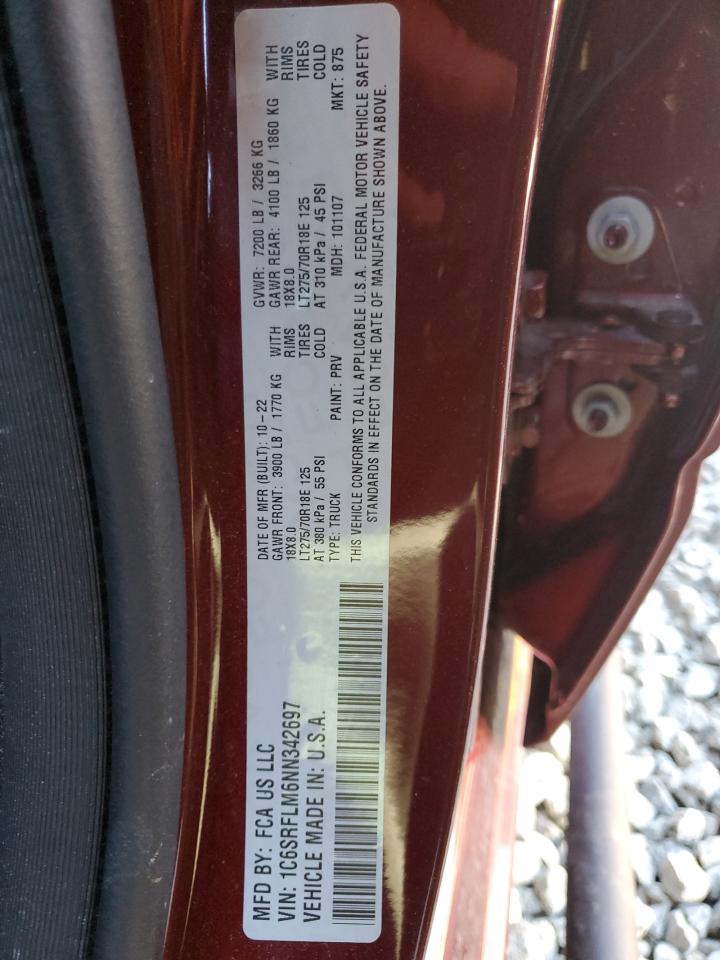 MFD BY: FCA US LLC
VIN: 1C6SRFLM6NN342697
VEHICLE MADE IN: U.S.A.
DATE OF MFR (BUILT): 10-22 GVWR: 7200 LB / 3266 KG
GAWR FRONT: 3900 LB / 1770 KG WITH GAWR REAR: 4100 LB / 1860 KG WITH
18X8.0 RIMS 18X8.0 RIMS
LT275/70R18E 125 TIRES LT275/70R18E 125 TIRES
AT 380 kPa / 55 PSI COLD AT 310 kPa / 45 PSI COLD
TYPE: TRUCK PAINT: PRV MDH: 101107 MKT: 875
THIS VEHICLE CONFORMS TO ALL APPLICABLE U.S.A. FEDERAL MOTOR VEHICLE SAFETY
STANDARDS IN EFFECT ON THE DATE OF MANUFACTURE SHOWN ABOVE.